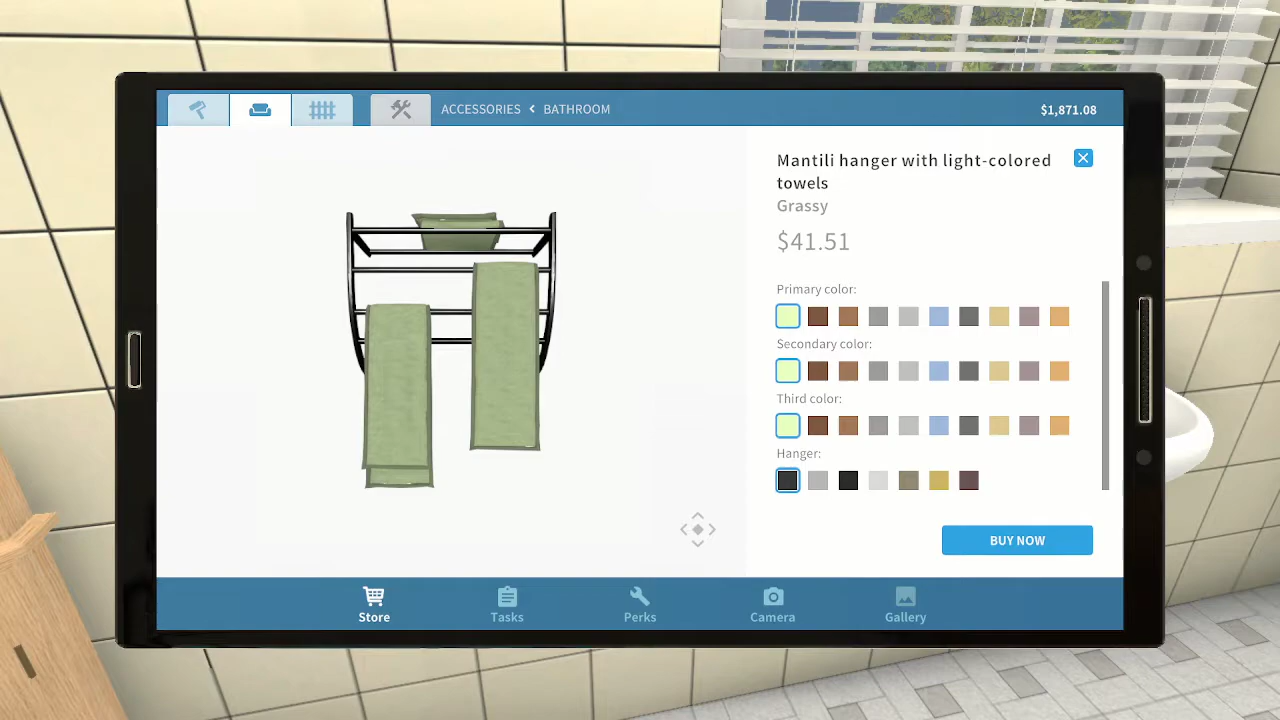 ACCESSORIES < BATHROOM
$1,871.08
Mantili hanger with light-colored
towels
Grassy
$41.51
Primary color:
Secondary color:
Third color:
Hanger:
BUY NOW
Store
Tasks
Perks
Camera
Gallery